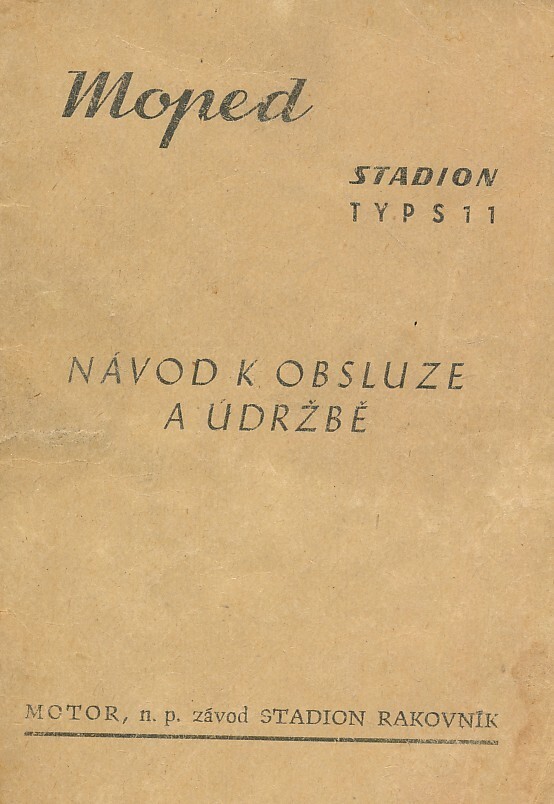 Moped
STADION
TYP S 11
NÁVOD K OBSLUZE
A ÚDRŽBĚ
MOTOR, n. p. závod STADION RAKOVNÍK